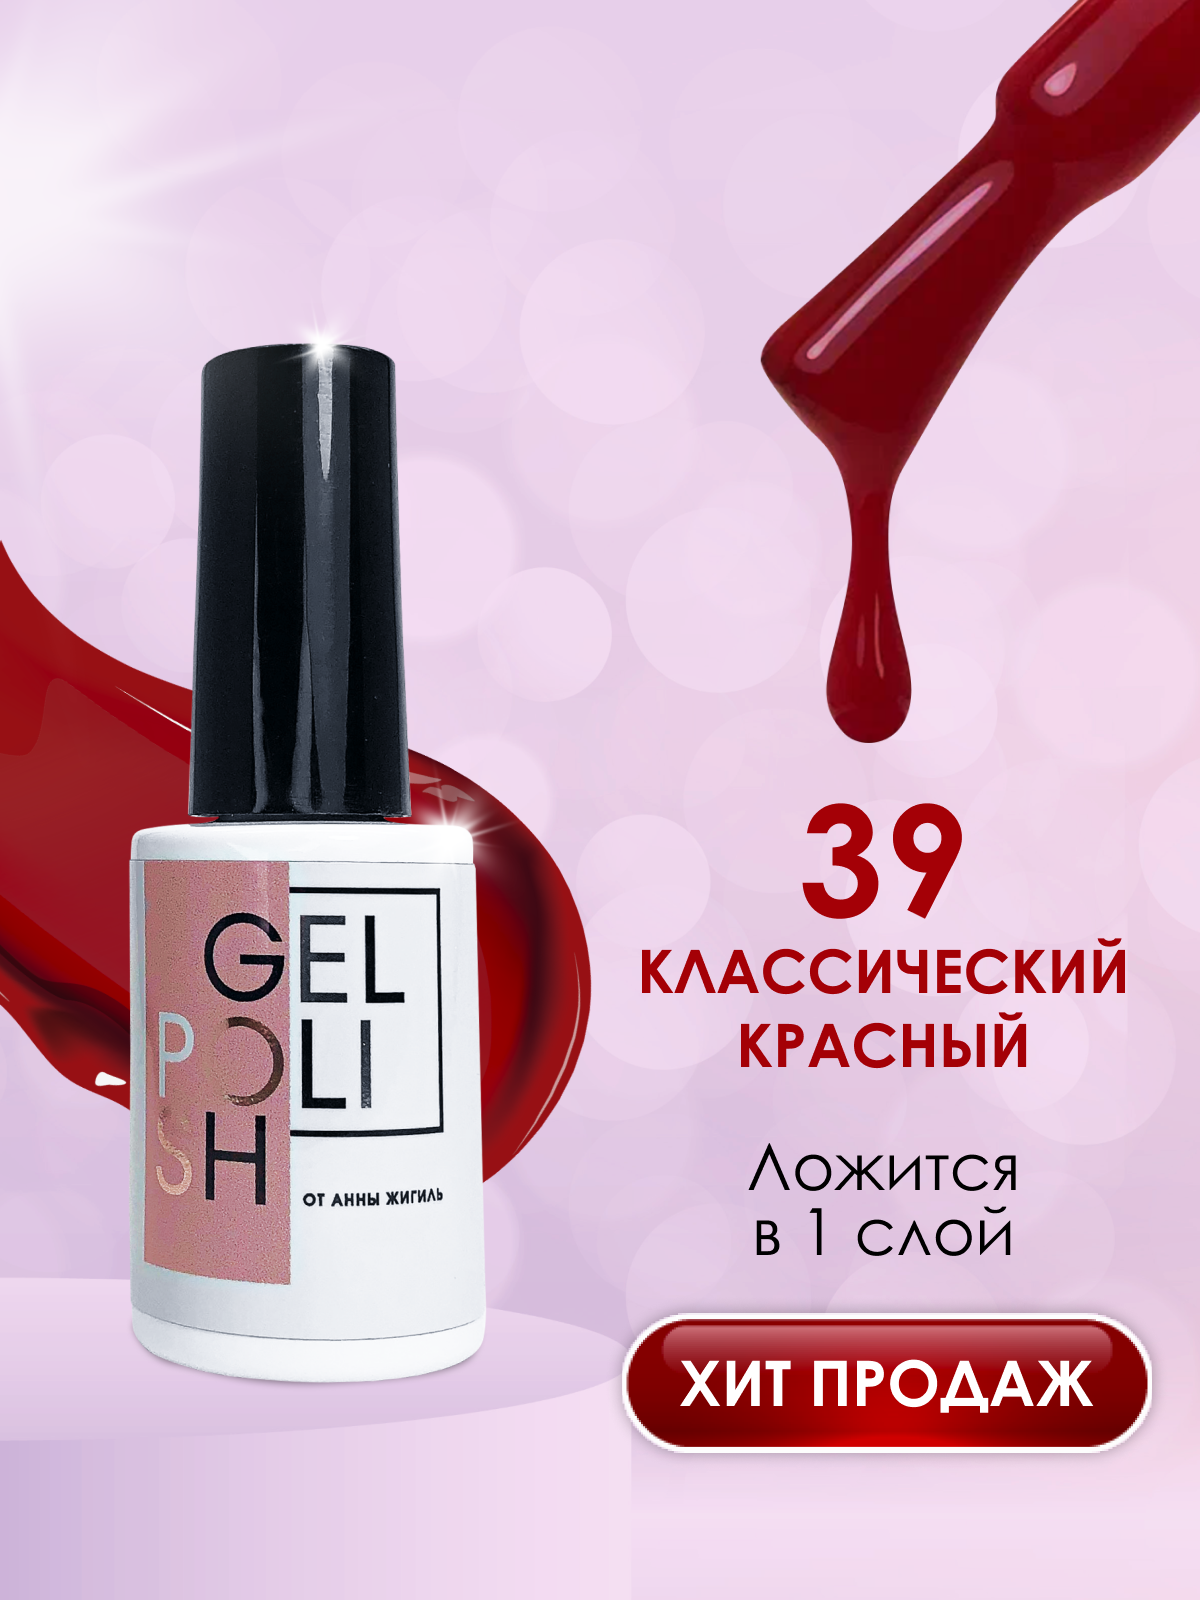 GEL
POLI
SH
ОТ АННЫ ЖИГИЛЬ
39
КЛАССИЧЕСКИЙ
КРАСНЫЙ
Ложится
в 1 слой
ХИТ ПРОДАЖ